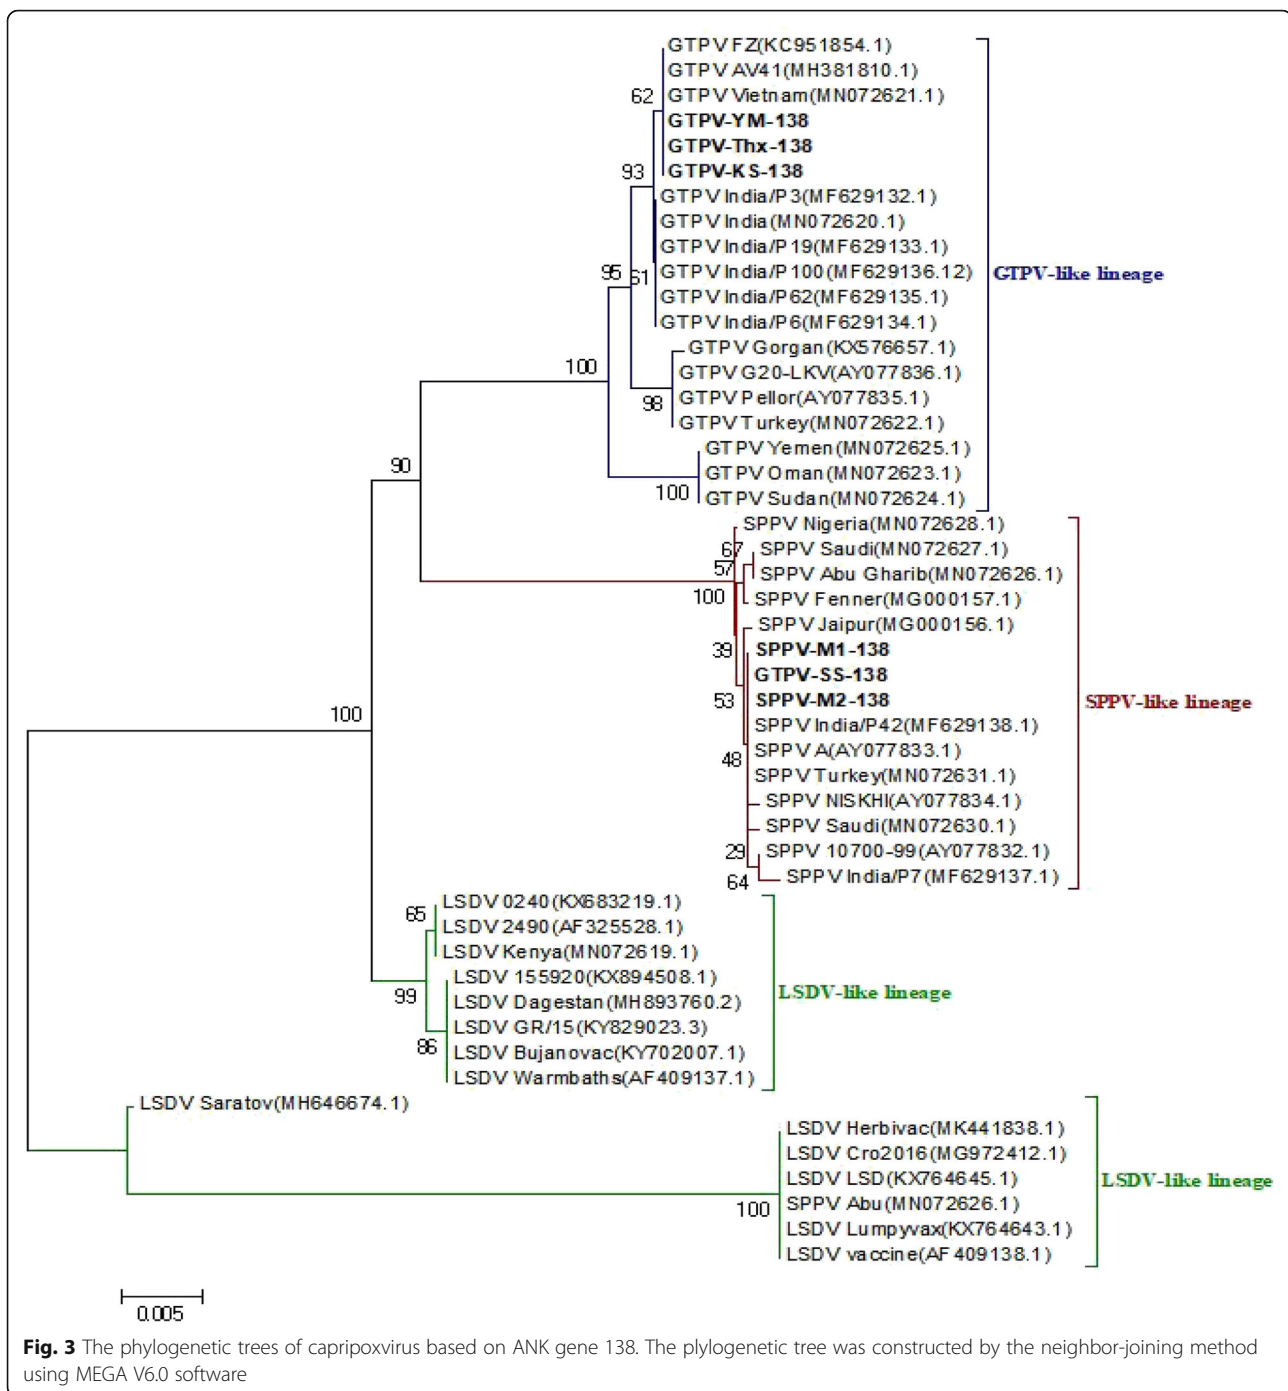 GTPV FZ(KC951854.1)
GTPV AV41(MH381810.1)
62
GTPV Vietnam(MN072621.1)
GTPV-YM-138
GTPV-Thx-138
93
GTPV-KS-138
GTPV India/P3(MF629132.1)
GTPV India(MN072620.1)
GTPV India/P19(MF629133.1)
95
61
GTPV India/P100(MF629136.12)
GTPV-like lineage
GTPV India/P62(MF629135.1)
GTPV India/P6(MF629134.1)
GTPV Gorgan(KX576657.1)
100
GTPV G20-LKV(AY077836.1)
98
GTPV Pellor(AY077835.1)
GTPV Turkey(MN072622.1)
GTPV Yemen(MN072625.1)
90
GTPV Oman(MN072623.1)
100
GTPV Sudan(MN072624.1)
SPPV Nigeria(MN072628.1)
67
SPPV Saudi(MN072627.1)
57
SPPV Abu Gharib(MN072626.1)
100
SPPV Fenner(MG000157.1)
SPPV Jaipur(MG000156.1)
39
SPPV-M1-138
GTPV-SS-138
53
SPPV-M2-138
SPPV-like lineage
100
SPPV India/P42(MF629138.1)
48
SPPV A(AY077833.1)
SPPV Turkey(MN072631.1)
SPPV NISKHI(AY077834.1)
SPPV Saudi(MN072630.1)
29
SPPV 10700-99(AY077832.1)
64
SPPV India/P7(MF629137.1)
65
LSDV 0240(KX683219.1)
LSDV 2490(AF325528.1)
LSDV Kenya(MN072619.1)
LSDV 155920(KX894508.1)
LSDV-like lineage
99
LSDV Dagestan(MH893760.2)
LSDV GR/15(KY829023.3)
86
LSDV Bujanovac(KY702007.1)
LSDV Warmbaths(AF409137.1)
LSDV Saratov(MH646674.1)
LSDV Herbivac(MK441838.1)
LSDV Cro2016(MG972412.1)
LSDV LSD(KX764645.1)
LSDV-like lineage
100
SPPV Abu(MN072626.1)
LSDV Lumpyvax(KX764643.1)
LSDV vaccine(AF409138.1)
0.005
Fig. 3 The phylogenetic trees of capripoxvirus based on ANK gene 138. The plylogenetic tree was constructed by the neighbor-joining method
using MEGA V6.0 software